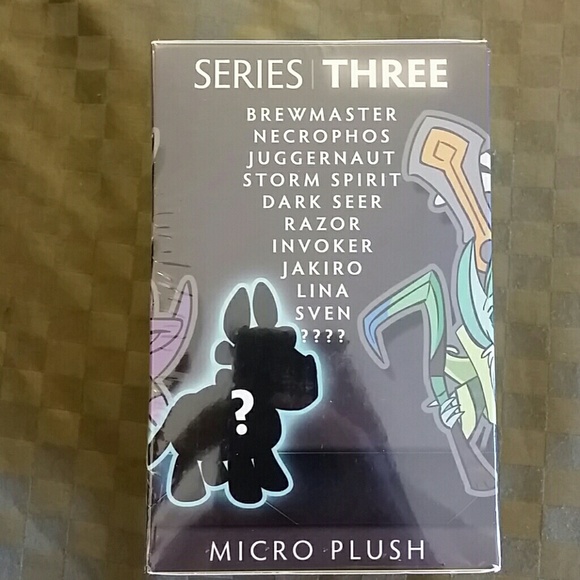 SERIES | THREE
BREWMASTER
NECROPHOS
JUGGERNAUT
STORM SPIRIT
DARK SEER
RAZOR
INVOKER
JAKIRO
LINA
SVEN
????
?
MICRO PLUSH